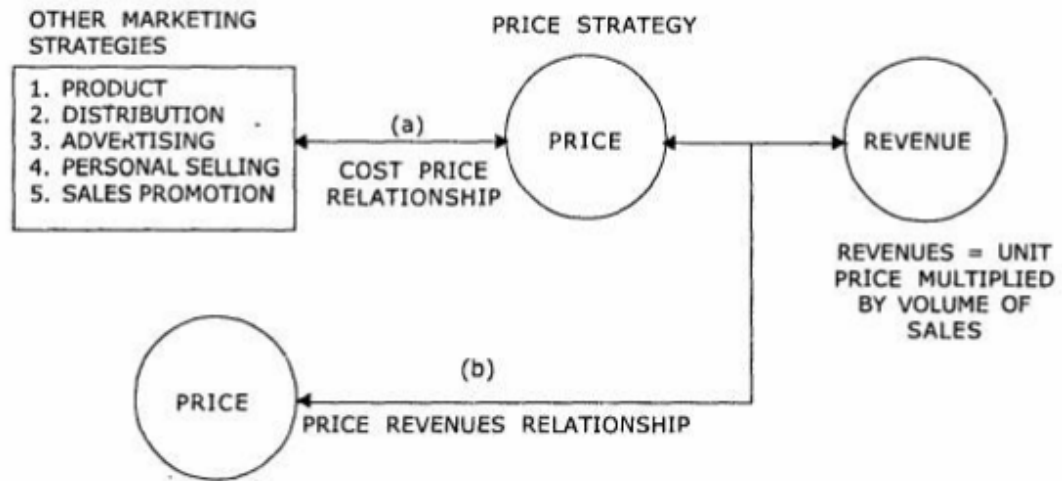 OTHER MARKETING
STRATEGIES
1. PRODUCT
2. DISTRIBUTION
3. ADVERTISING
4. PERSONAL SELLING
5. SALES PROMOTION
(a)
COST PRICE
RELATIONSHIP
PRICE STRATEGY
PRICE
REVENUE
REVENUES = UNIT
PRICE MULTIPLIED
BY VOLUME OF
SALES
PRICE
(b)
PRICE REVENUES RELATIONSHIP